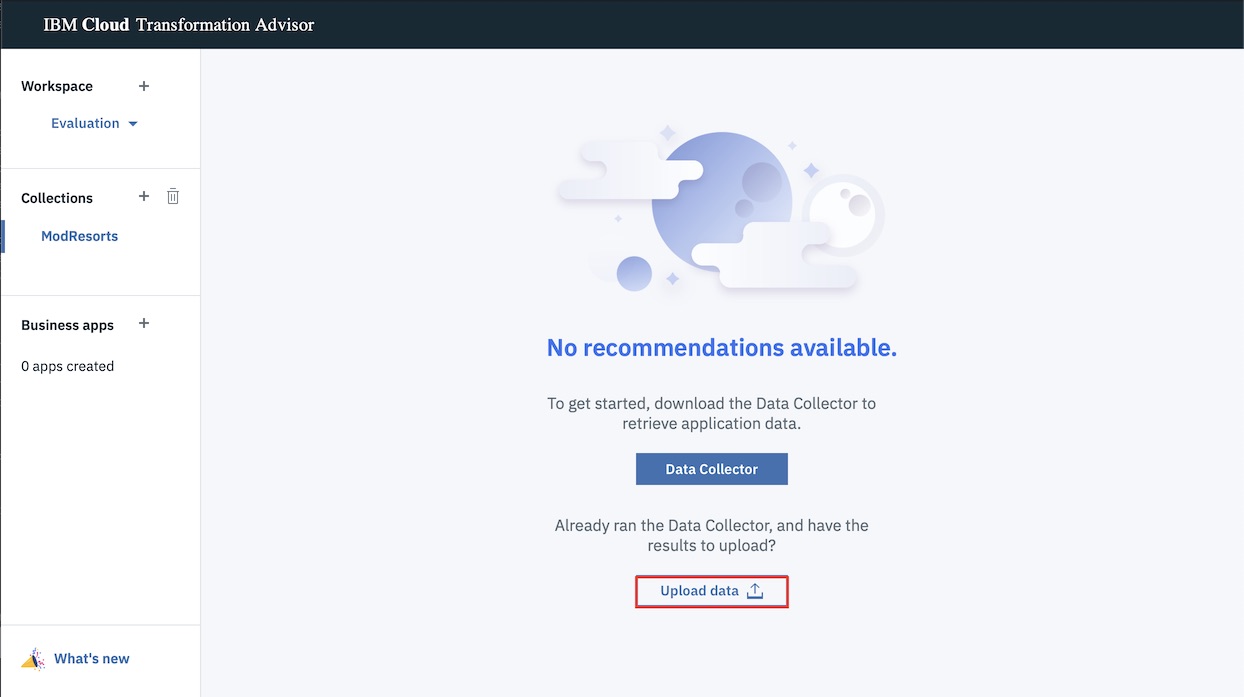 IBM Cloud Transformation Advisor
Workspace
Evaluation
Collections
ModResorts
Business apps
0 apps created
What's new
No recommendations available.
To get started, download the Data Collector to
retrieve application data.
Data Collector
Already ran the Data Collector, and have the
results to upload?
Upload data